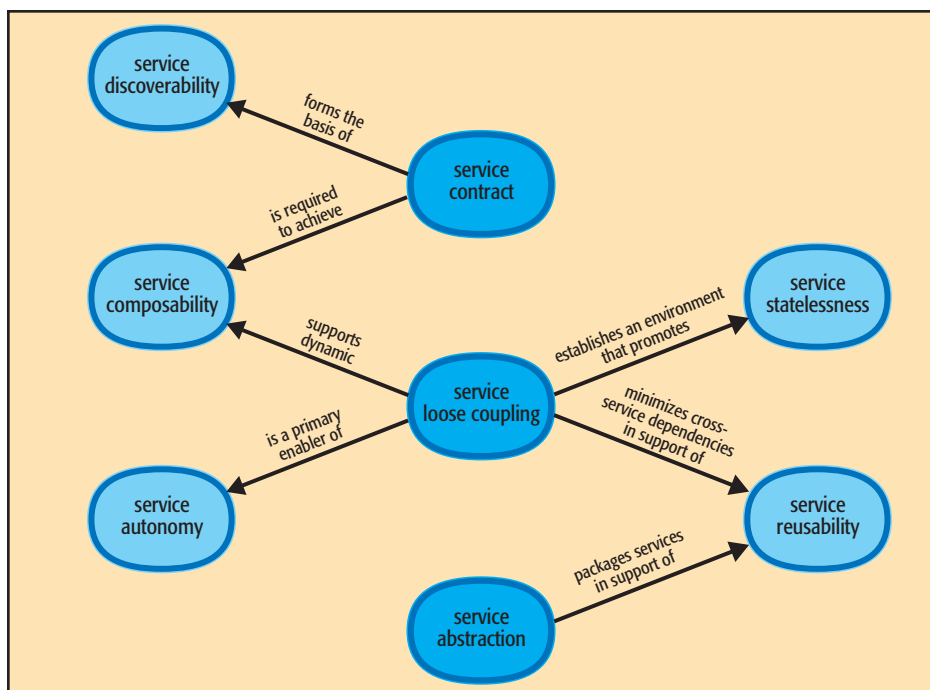 service
discoverability
forms the
basis of
service
contract
is required
to achieve
service
composability
supports
dynamic
service
loose coupling
establishes an environment
that promotes
service
statelessness
minimizes cross-
service dependencies
in support of
is a primary
enabler of
service
autonomy
service
reusability
packages services
in support of
service
abstraction